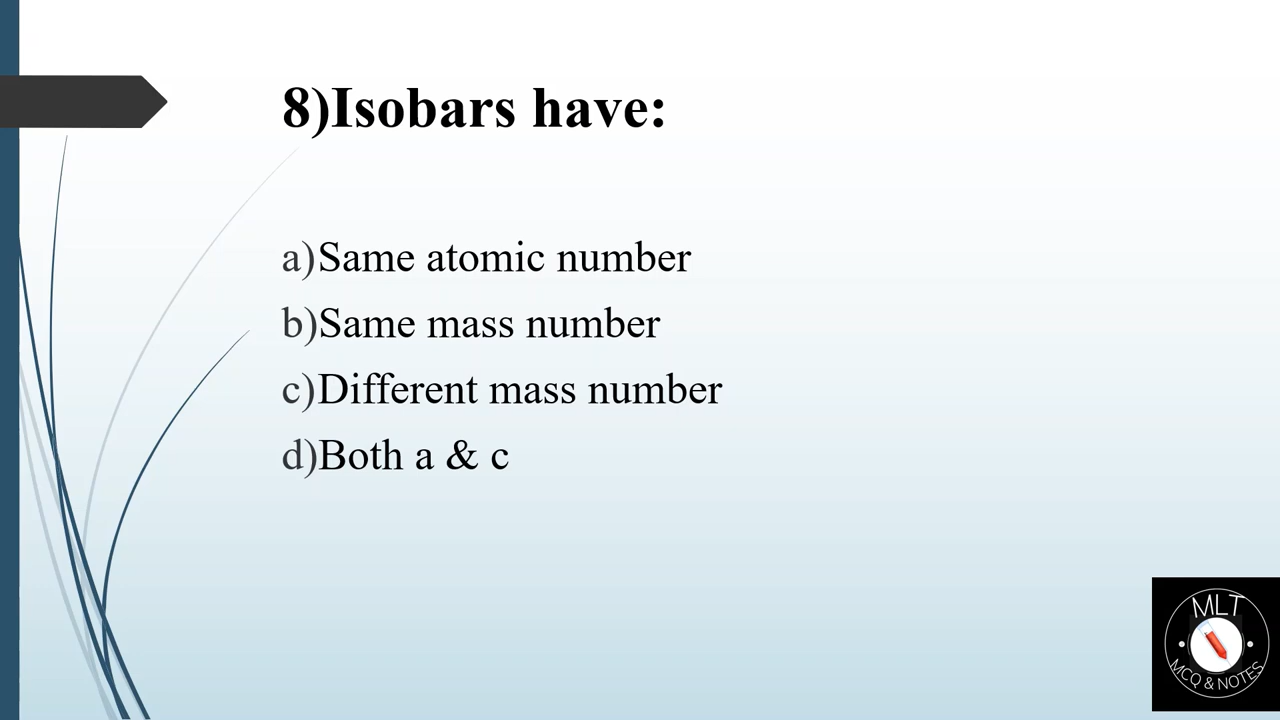 8)Isobars have:
a)Same atomic number
b)Same mass number
c)Different mass number
d)Both a & c
MLT
MCQ & NOTES